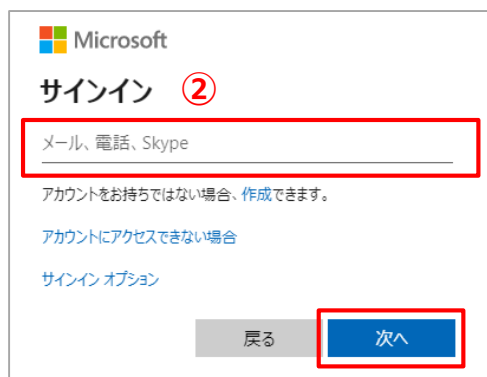 Microsoft
サインイン ②
メール、電話、Skype
アカウントをお持ちではない場合、作成できます。
アカウントにアクセスできない場合
サインイン オプション
戻る 次へ